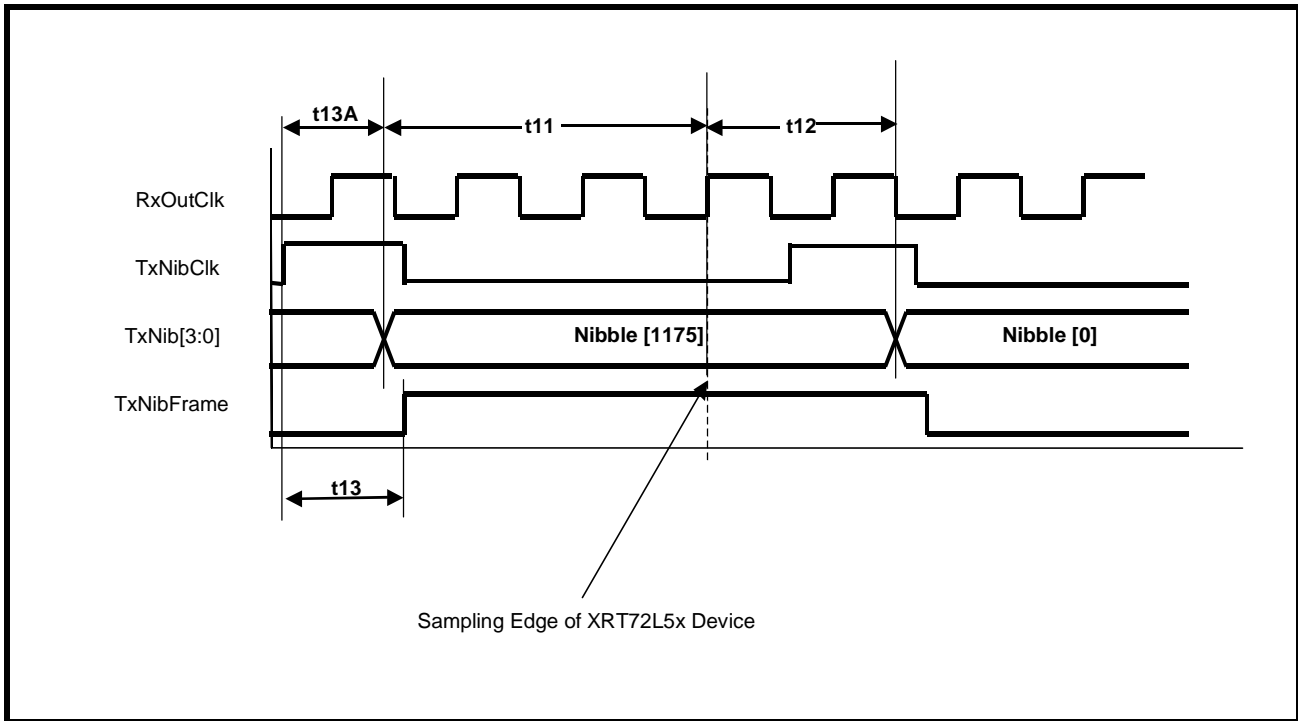 t13A
t11
t12
RxOutClk
TxNibClk
TxNib[3:0]
Nibble [1175]
Nibble [0]
TxNibFrame
t13
Sampling Edge of XRT72L5x Device